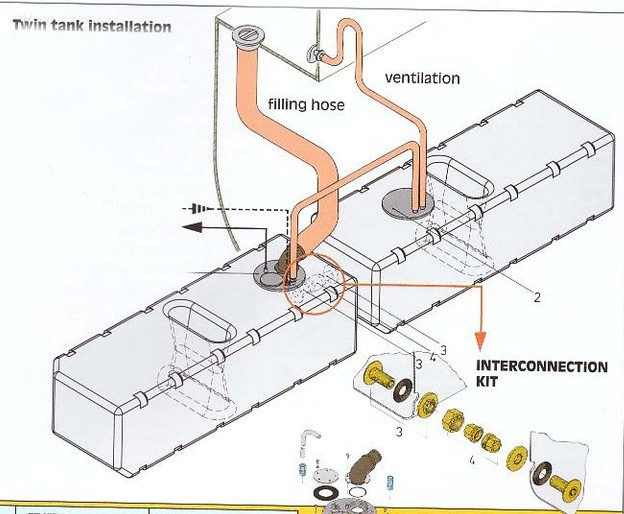 Twin tank installation
ventilation
filling hose
2
3
4
3
INTERCONNECTION
KIT
3
4